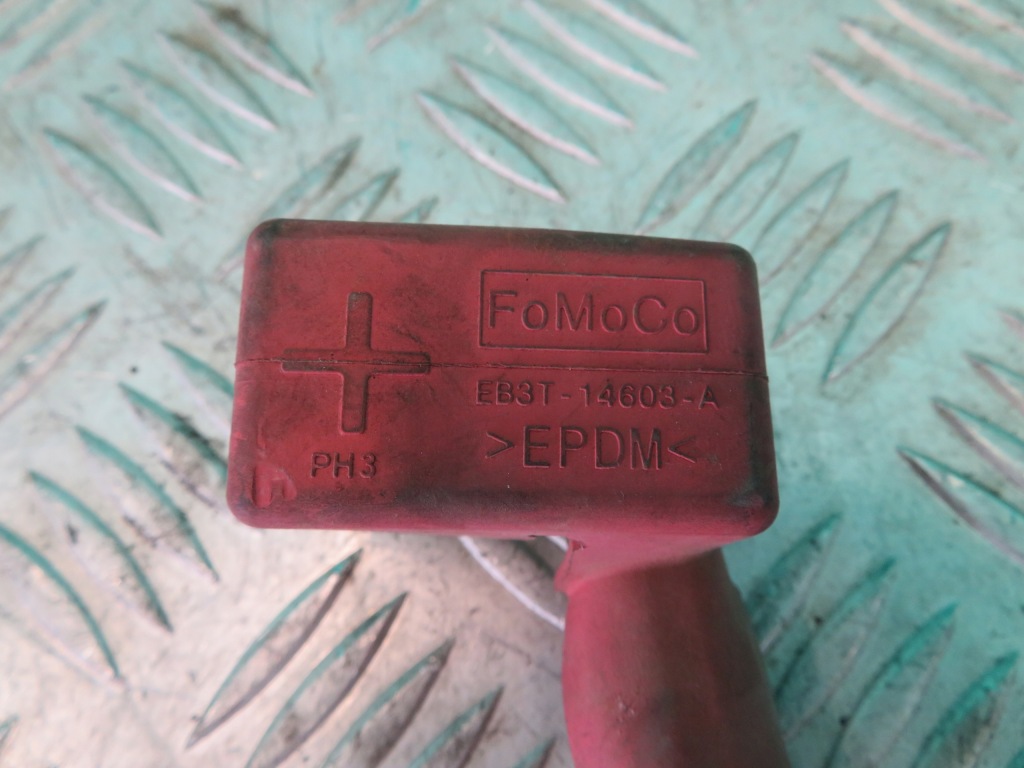 FoMoCo
EB3T-14603-A
>EPDM<
PH3